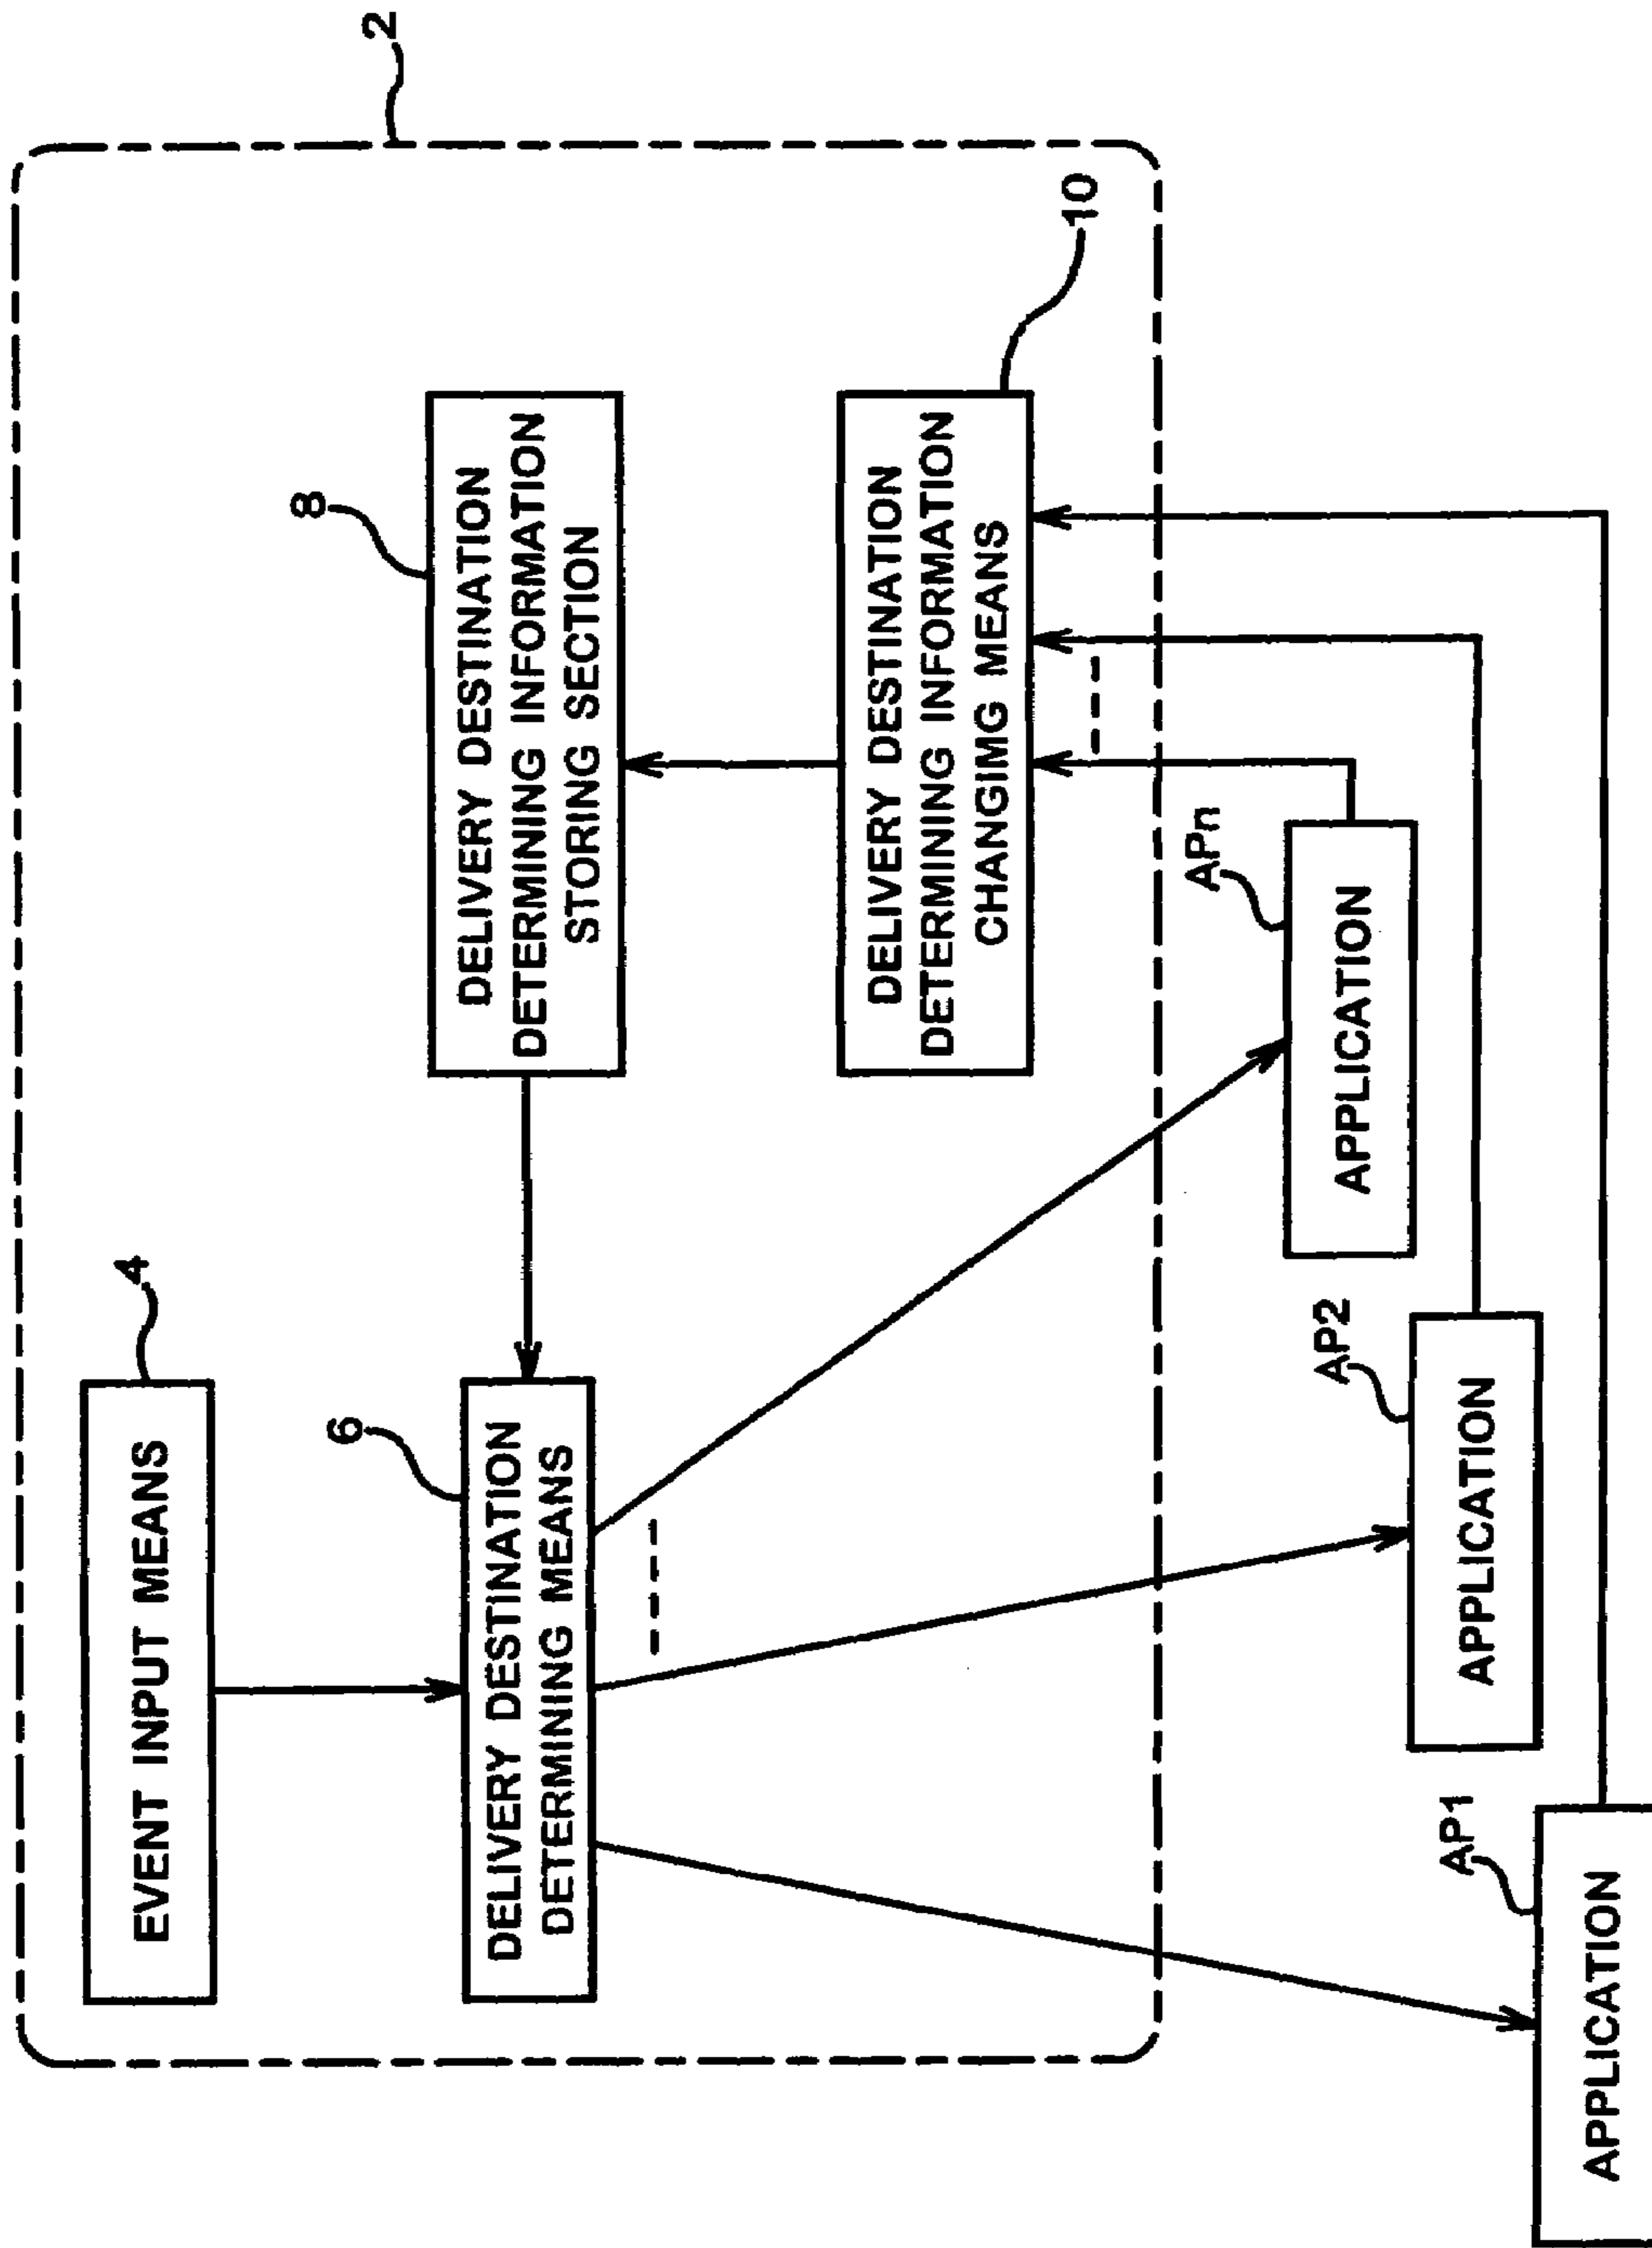 2
4
EVENT INPUT MEANS
6
DELIVERY DESTINATION
DETERMINING MEANS
8
DELIVERY DESTINATION
DETERMINING INFORMATION
STORING SECTION
10
DELIVERY DESTINATION
DETERMINING INFORMATION
CHANGIMG MEANS
AP1
APPLICATION
AP2
APPLICATION
APn
APPLICATION